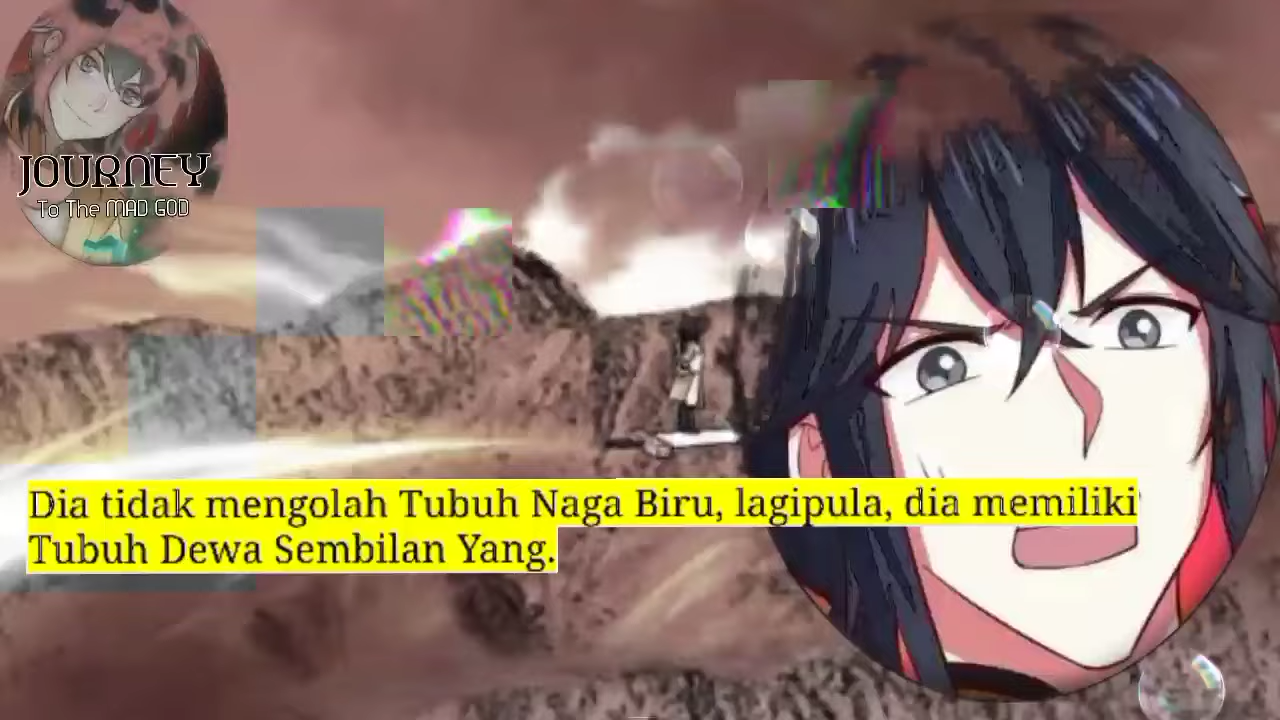 JOURNEY
To The MAD GOD
Dia tidak mengolah Tubuh Naga Biru, lagipula, dia memiliki
Tubuh Dewa Sembilan Yang.